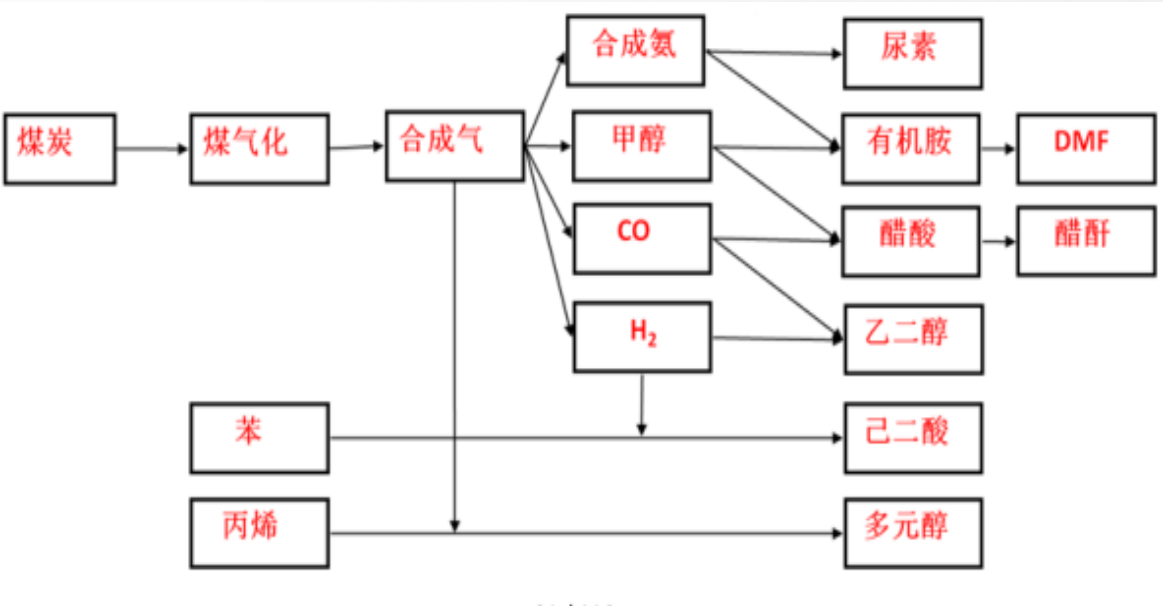 合成氨
尿素
煤炭
煤气化
合成气
甲醇
有机胺
DMF
CO
醋酸
醋酐
H₂
乙二醇
苯
己二酸
丙烯
多元醇